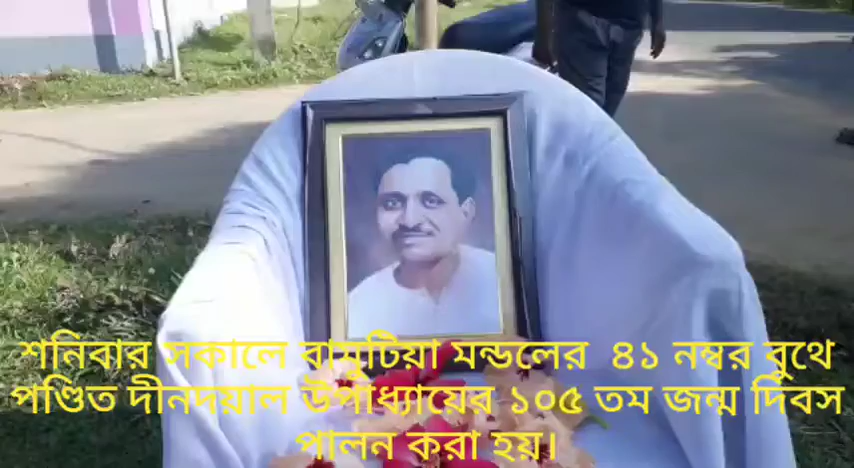 শনিবার সকালে বামুটিয়া মন্ডলের ৪১ নম্বর বুথে
পণ্ডিত দীনদয়াল উপাধ্যায়ের ১০৫ তম জন্ম দিবস
পালন করা হয়।